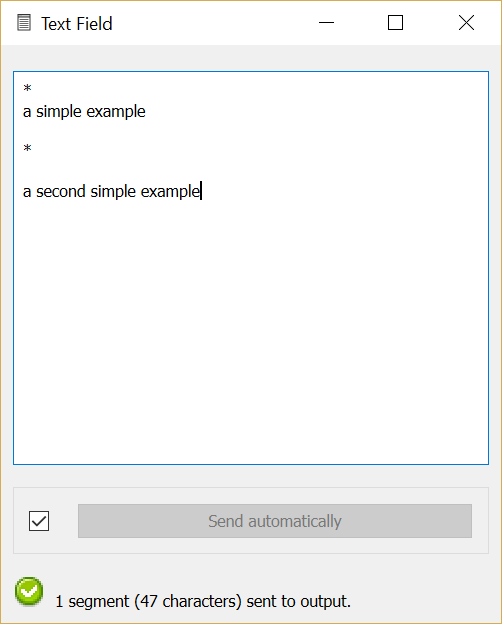 Text Field
*
a simple example
*
a second simple example
Send automatically
1 segment (47 characters) sent to output.